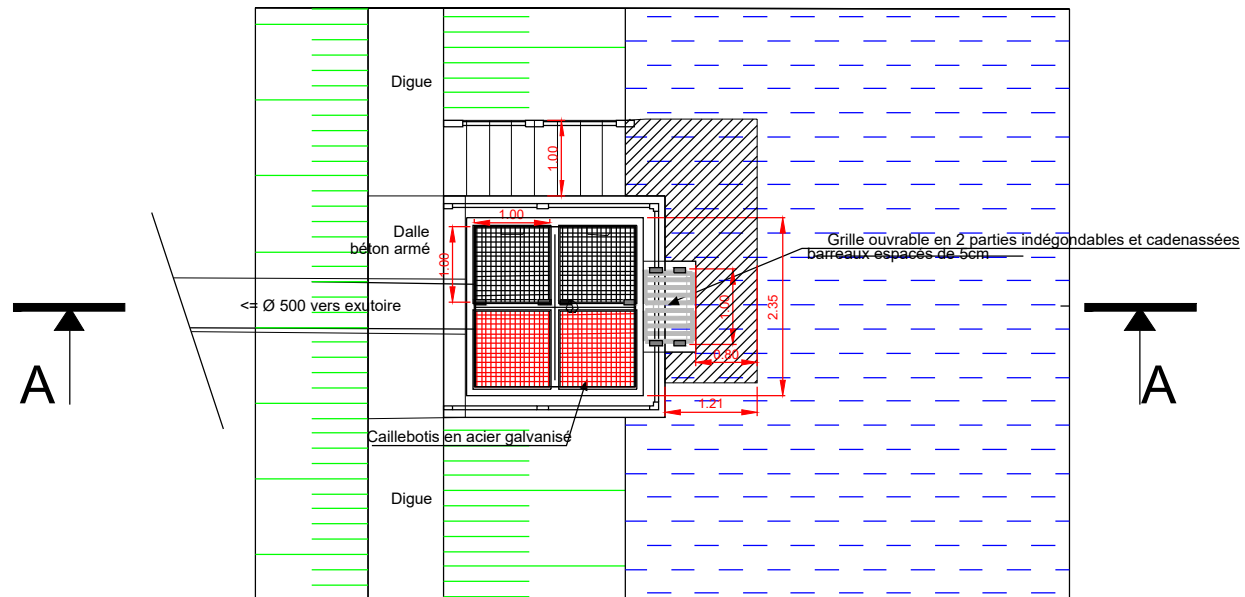 Digue
1.00
1.00
Dalle
béton armé
1.00
Grille ouvrable en 2 parties indégondables et cadenassées
barreaux espacés de 5cm
<= Ø 500 vers exutoire
1.00
2.35
0.80
A
A
1.21
Caillebotis en acier galvanisé
Digue